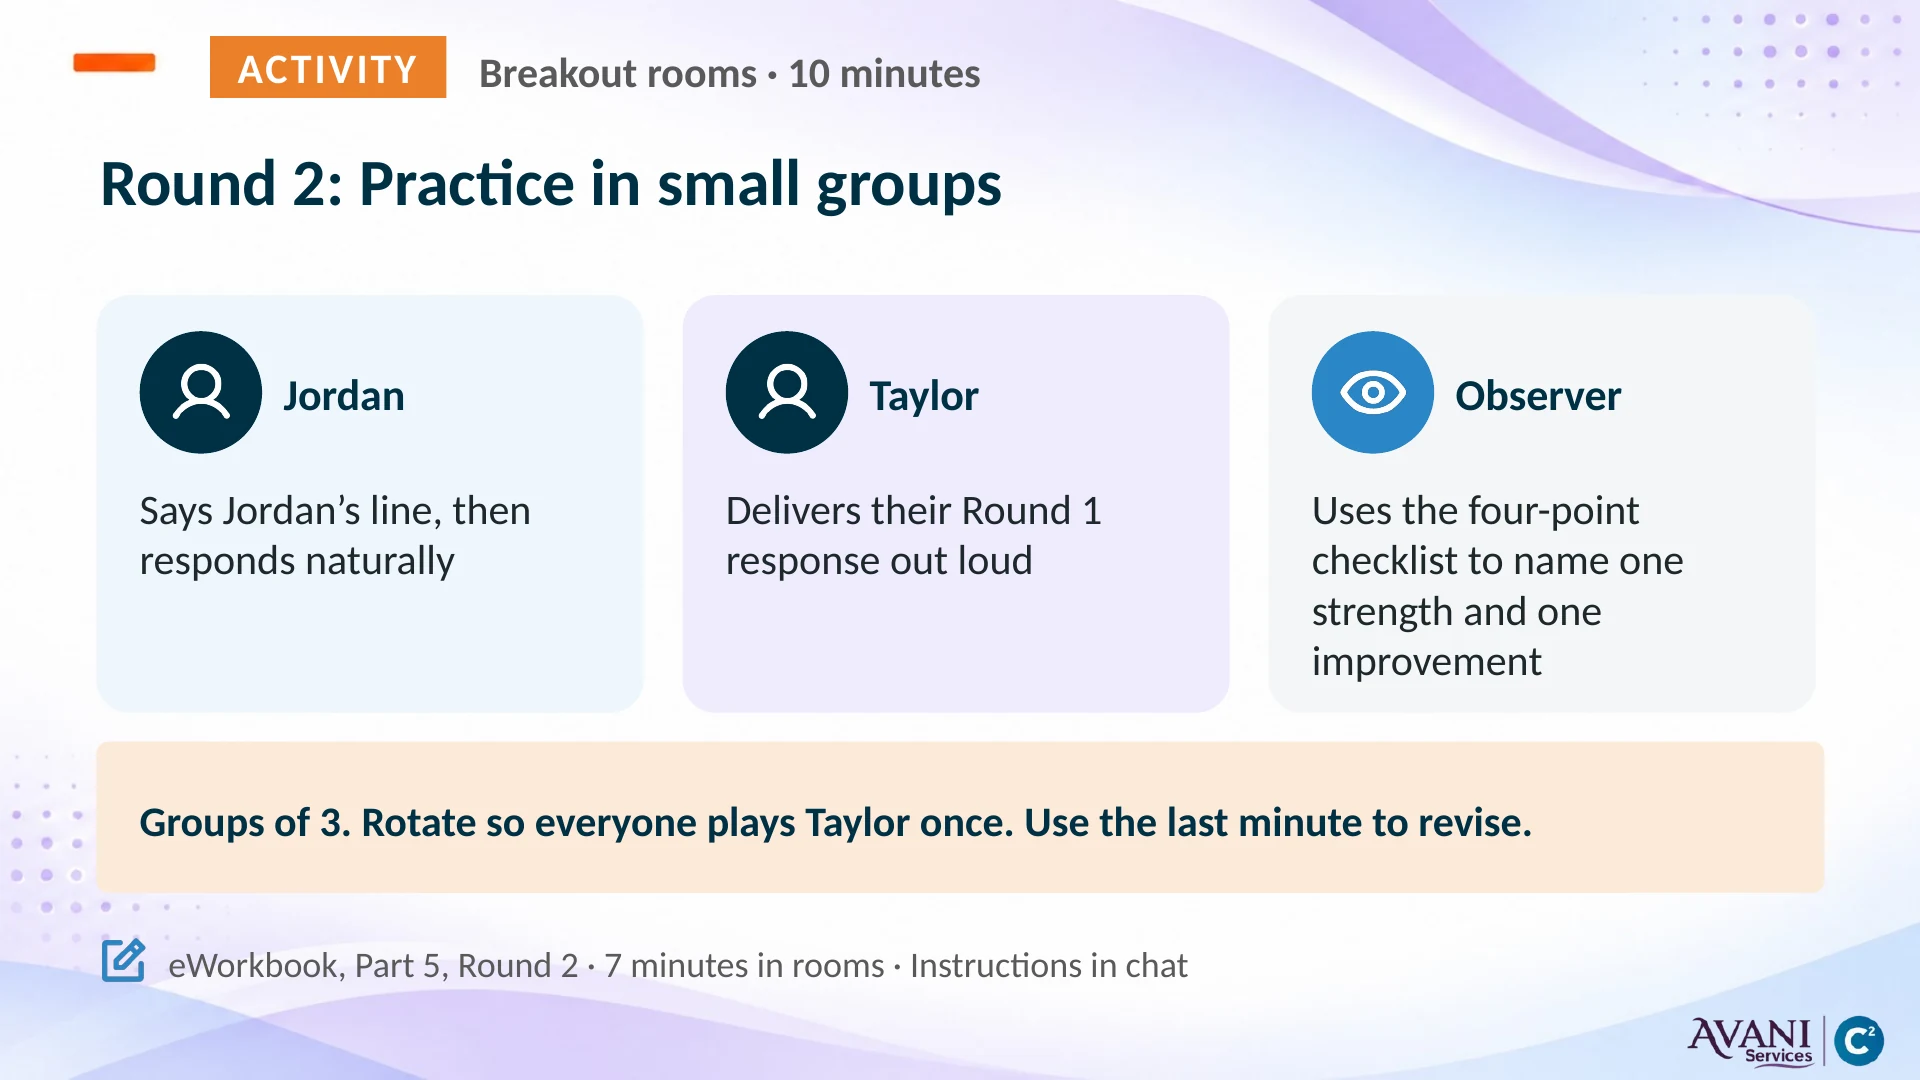 ACTIVITY
Breakout rooms · 10 minutes
Round 2: Practice in small groups
Jordan
Says Jordan’s line, then
responds naturally
Taylor
Delivers their Round 1
response out loud
Observer
Uses the four-point
checklist to name one
strength and one
improvement
Groups of 3. Rotate so everyone plays Taylor once. Use the last minute to revise.
eWorkbook, Part 5, Round 2 · 7 minutes in rooms · Instructions in chat
AVANI
Services
C²